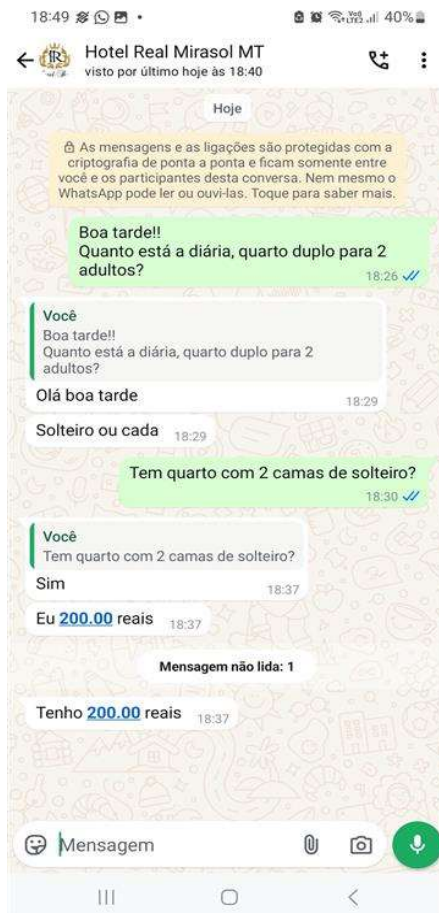 18:49
40%
Hotel Real Mirasol MT
visto por último hoje às 18:40
Hoje
As mensagens e as ligações são protegidas com a
criptografia de ponta a ponta e ficam somente entre
você e os participantes desta conversa. Nem mesmo o
WhatsApp pode ler ou ouvi-las. Toque para saber mais.
Boa tarde!!
Quanto está a diária, quarto duplo para 2
adultos?
18:26
Você
Boa tarde!!
Quanto está a diária, quarto duplo para 2
adultos?
Olá boa tarde
18:29
Solteiro ou cada
18:29
Tem quarto com 2 camas de solteiro?
18:30
Você
Tem quarto com 2 camas de solteiro?
Sim
18:37
Eu 200.00 reais
18:37
Mensagem não lida: 1
Tenho 200.00 reais
18:37
Mensagem